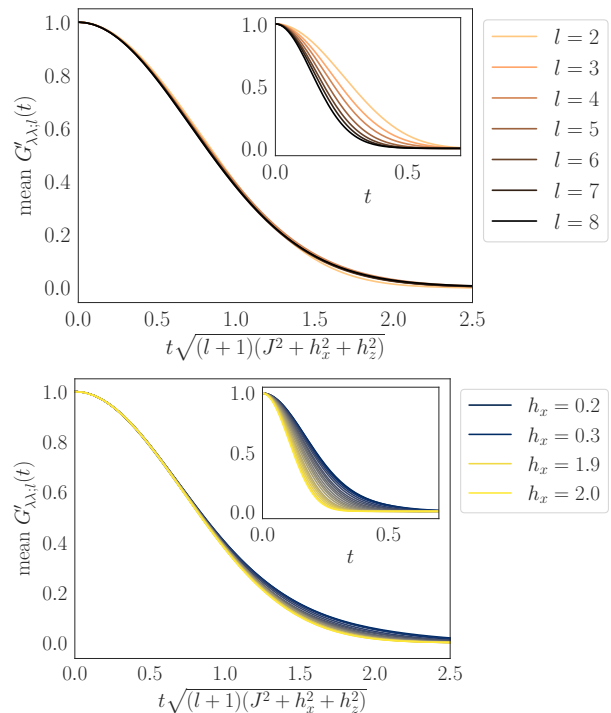 1.0
0.8
0.6
0.4
0.2
0.0
mean G′λλ;l(t)
1.0
0.5
0.0
0.0 0.5
t
l = 2
l = 3
l = 4
l = 5
l = 6
l = 7
l = 8
0.0 0.5 1.0 1.5 2.0 2.5
t√(l + 1)(J² + hₓ² + h_z²)
1.0
0.8
0.6
0.4
0.2
0.0
mean G′λλ;l(t)
1.0
0.5
0.0
0.0 0.5
t
hₓ = 0.2
hₓ = 0.3
hₓ = 1.9
hₓ = 2.0
0.0 0.5 1.0 1.5 2.0 2.5
t√(l + 1)(J² + hₓ² + h_z²)